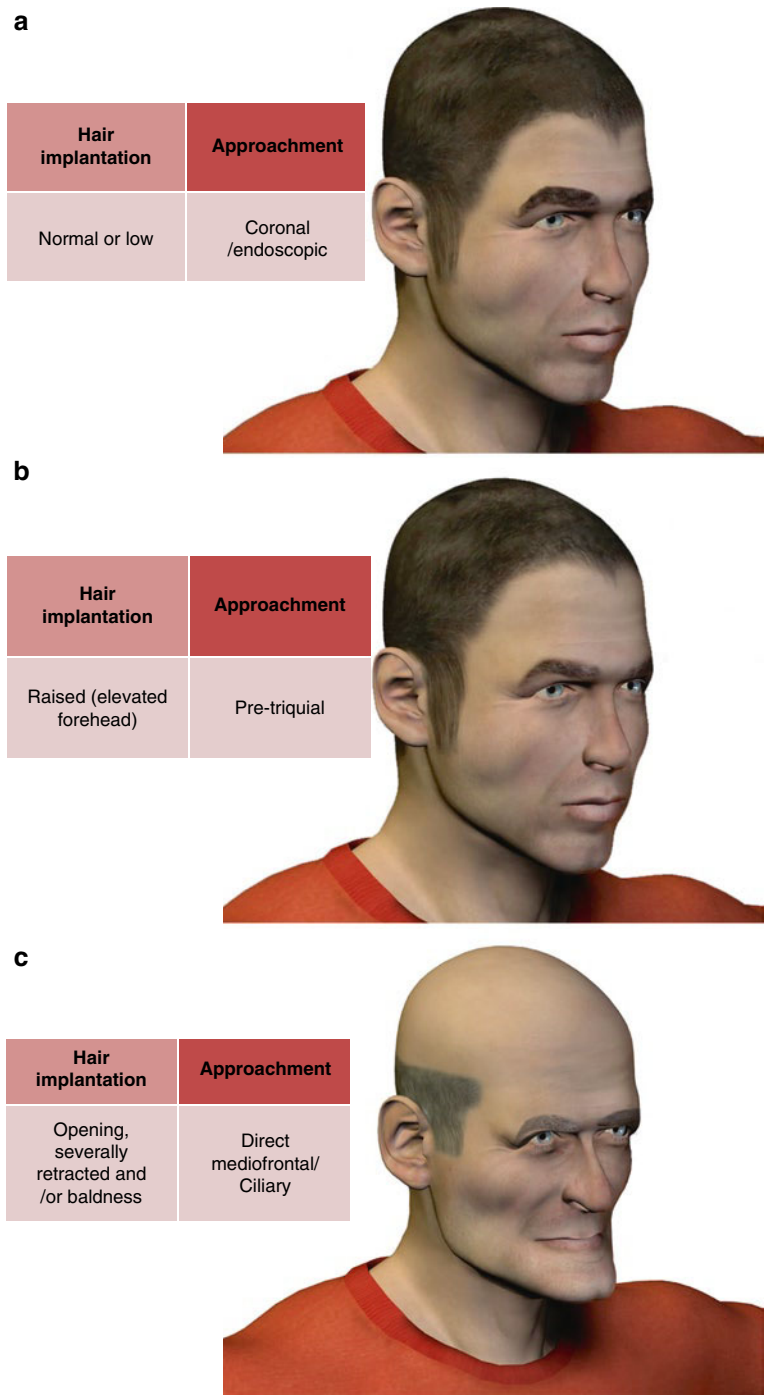 a
Hair
implantation
Approachment
Normal or low
Coronal
/endoscopic
b
Hair
implantation
Approachment
Raised (elevated
forehead)
Pre-triquial
c
Hair
implantation
Approachment
Opening,
severally
retracted and
/or baldness
Direct
mediofrontal/
Ciliary